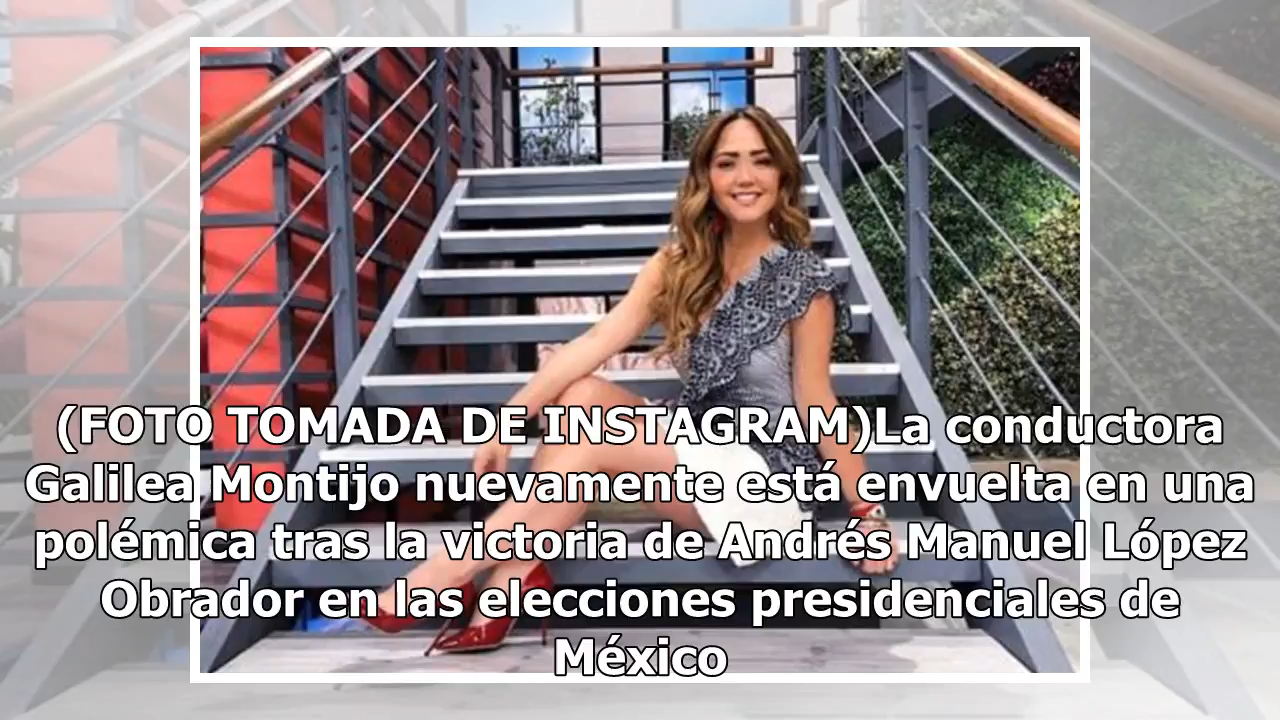 (FOTO TOMADA DE INSTAGRAM)La conductora
Galilea Montijo nuevamente está envuelta en una
polémica tras la victoria de Andrés Manuel López
Obrador en las elecciones presidenciales de
México